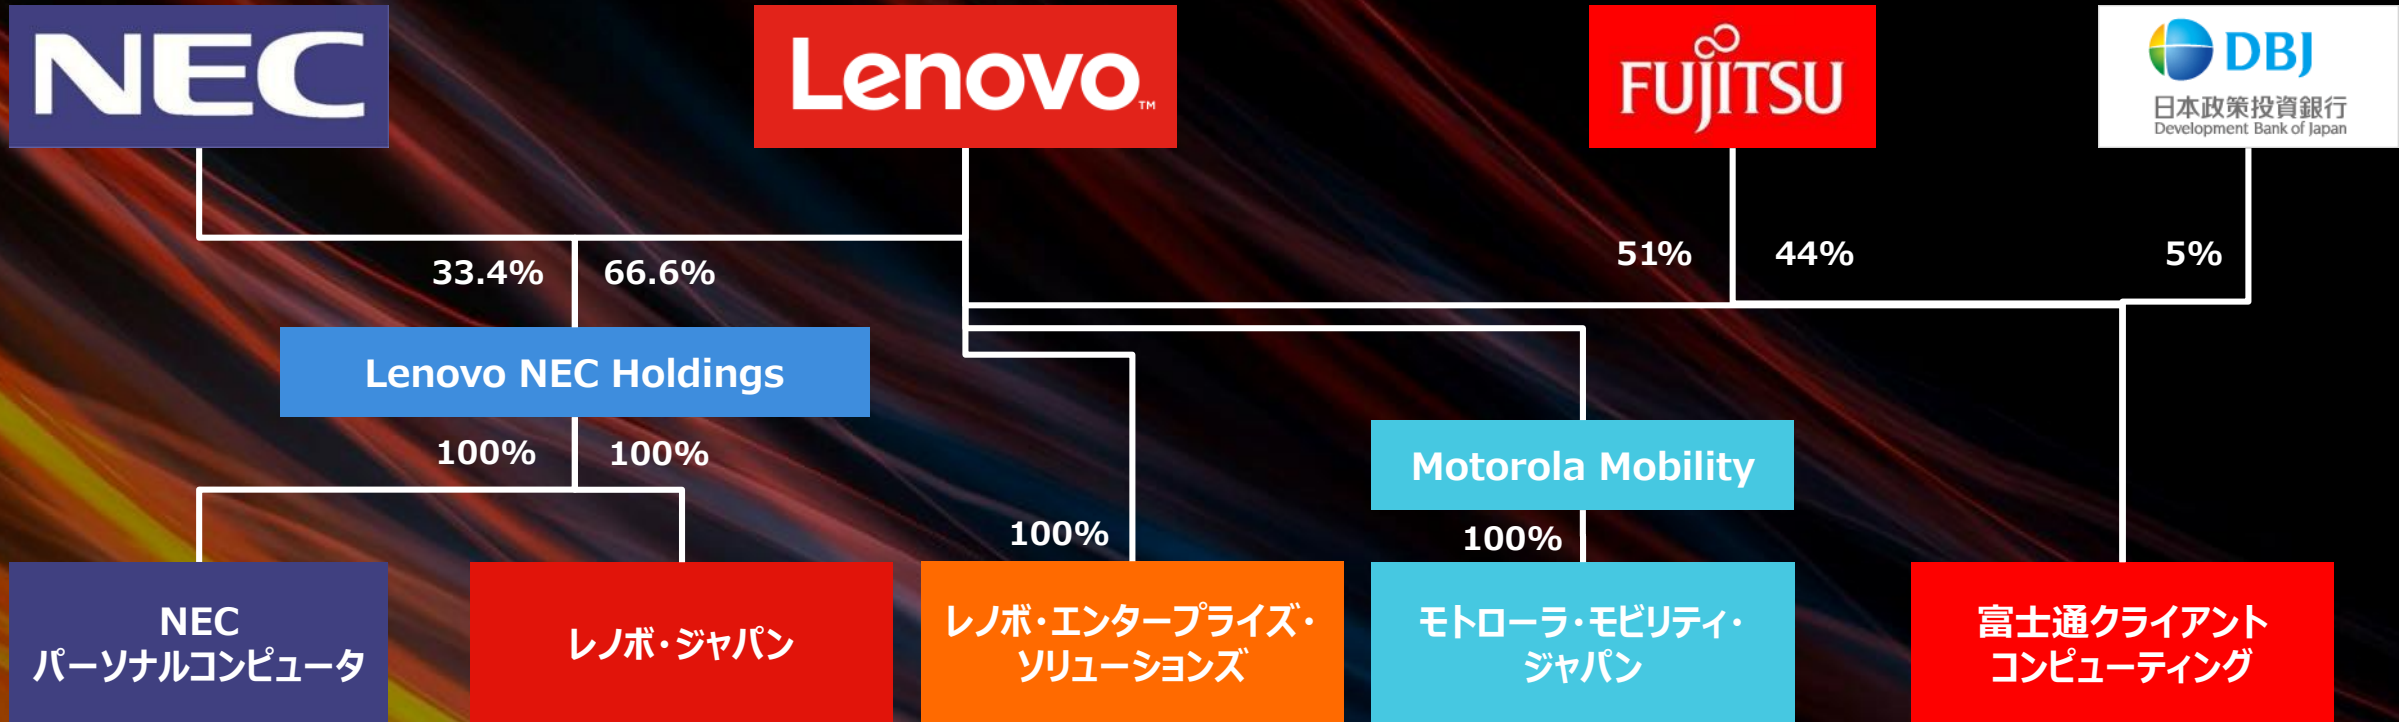 NEC
Lenovo™
FUJITSU
DBJ
日本政策投資銀行
Development Bank of Japan
33.4%
66.6%
51%
44%
5%
Lenovo NEC Holdings
100%
100%
Motorola Mobility
100%
100%
NEC
パーソナルコンピュータ
レノボ・ジャパン
レノボ・エンタープライズ・
ソリューションズ
モトローラ・モビリティ・
ジャパン
富士通クライアント
コンピューティング